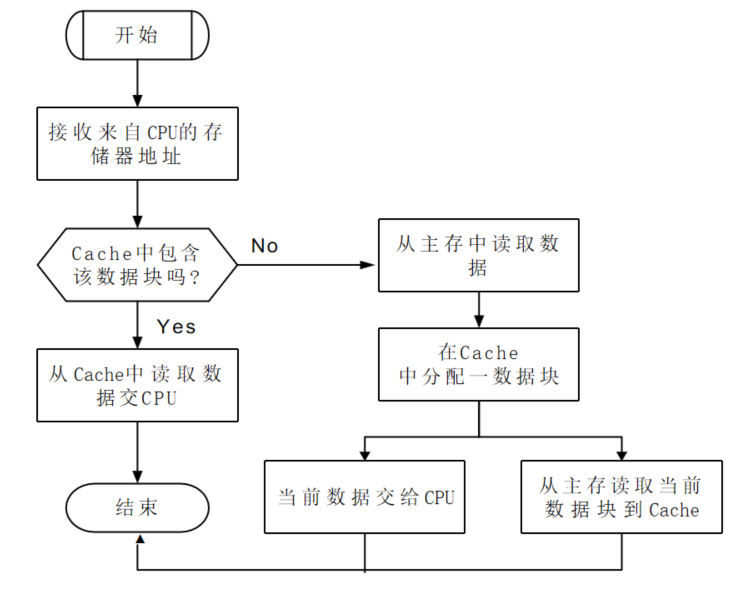 开始
接收来自CPU的存
储器地址
Cache中包含
该数据块吗?
No
从主存中读取数
据
Yes
在Cache
中分配一数据块
从Cache中读取数
据交CPU
当前数据交给CPU
从主存读取当前
数据块到Cache
结束